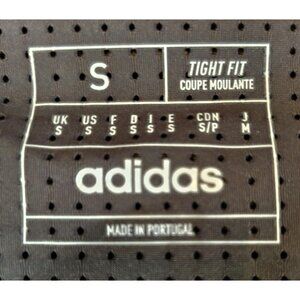 S
TIGHT FIT
COUPE MOULANTE
UK US F D I E CDN J
S S S S S S S/P M
adidas
MADE IN PORTUGAL